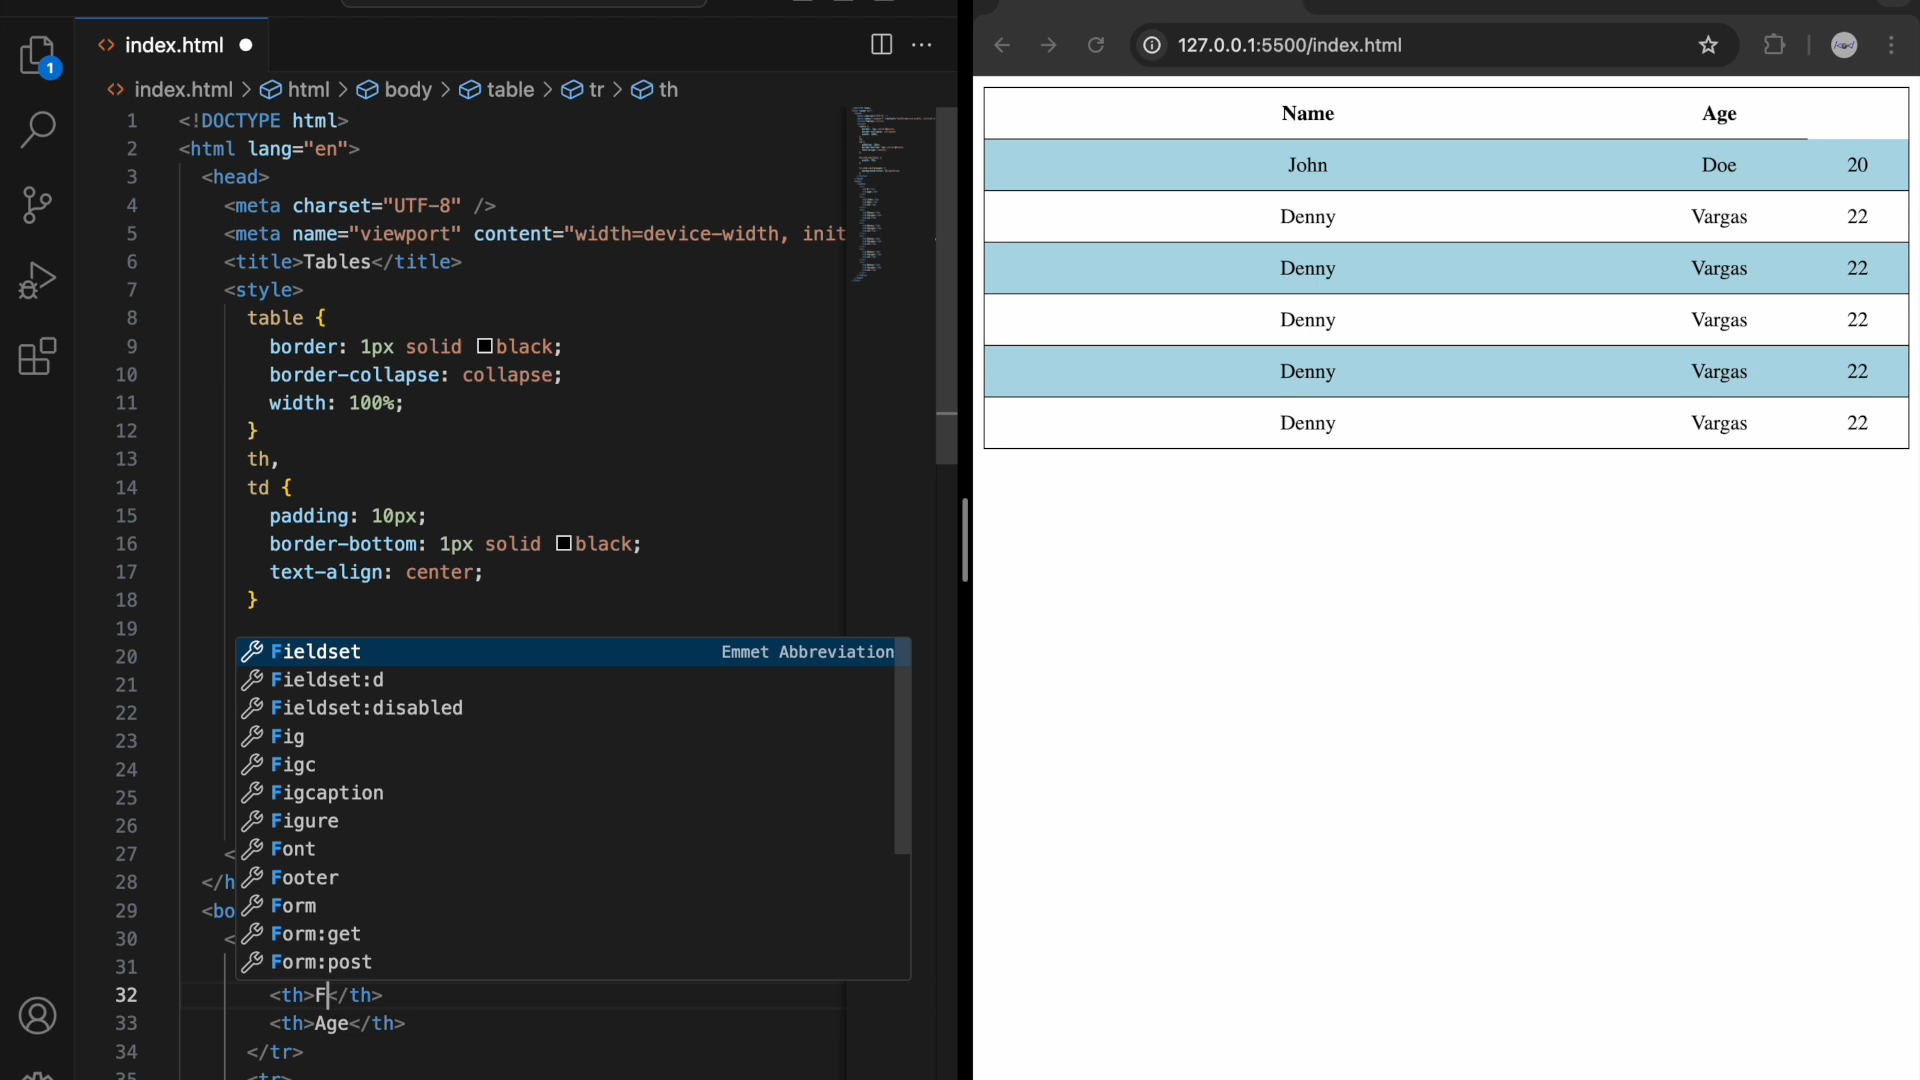 index.html
1
index.html > html > body > table > tr > th
1 <!DOCTYPE html>
2 <html lang="en">
3 <head>
4 <meta charset="UTF-8" />
5 <meta name="viewport" content="width=device-width, init
6 <title>Tables</title>
7 <style>
8 table {
9 border: 1px solid black;
10 border-collapse: collapse;
11 width: 100%;
12 }
13 th,
14 td {
15 padding: 10px;
16 border-bottom: 1px solid black;
17 text-align: center;
18 }
19
20 Fieldset Emmet Abbreviation
21 Fieldset:d
22 Fieldset:disabled
23 Fig
24 Figc
25 Figcaption
26 Figure
27 < Font
28 </h Footer
29 <bo Form
30 < Form:get
31 Form:post
32 <th>F</th>
33 <th>Age</th>
34 </tr>
35 <tr>
127.0.0.1:5500/index.html
Name Age
John Doe 20
Denny Vargas 22
Denny Vargas 22
Denny Vargas 22
Denny Vargas 22
Denny Vargas 22